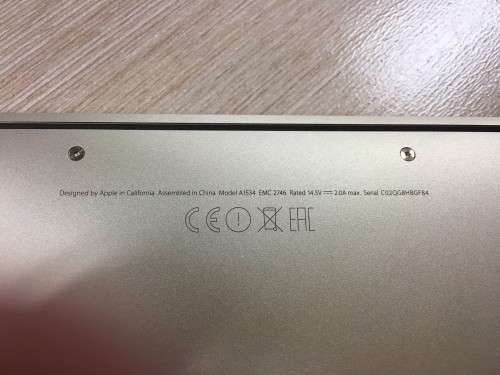 Designed by Apple in California Assembled in China Model A1534 EMC 2746 Rated 14.5V⎓2.0A max. Serial C02QG8HBGF84
CE EAC